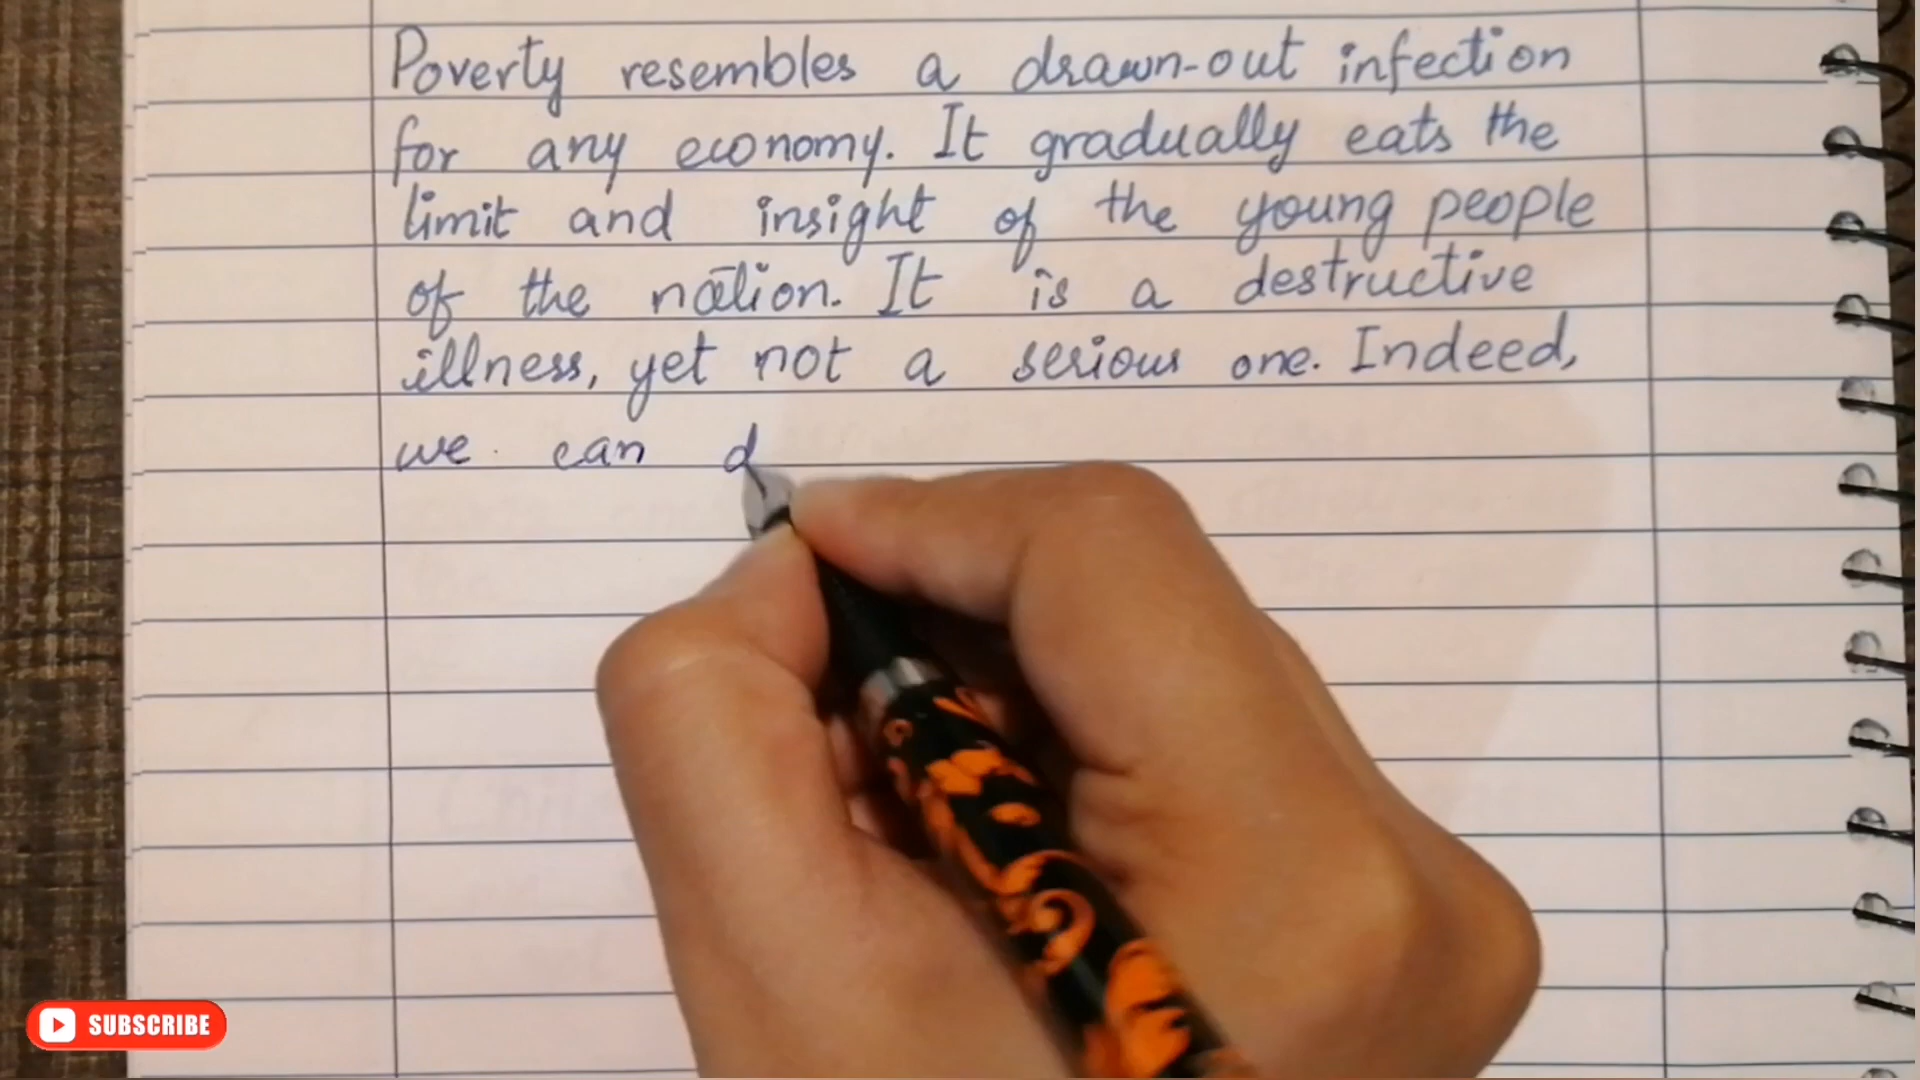 Poverty resembles a drawn-out infection
for any economy. It gradually eats the
limit and insight of the young people
of the nation. It is a destructive
illness, yet not a serious one. Indeed,
we can d
SUBSCRIBE